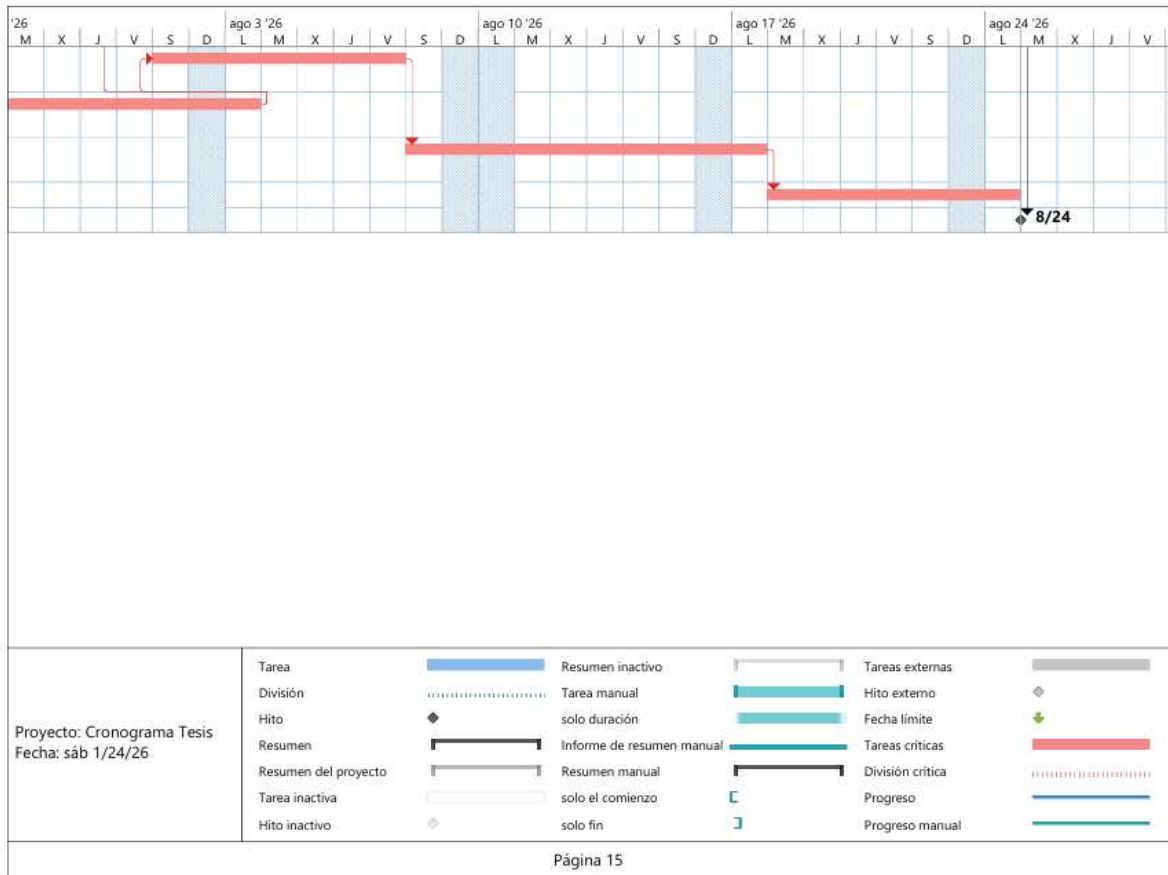 '26 ago 3 '26 ago 10 '26 ago 17 '26 ago 24 '26
M X J V S D L M X J V S D L M X J V S D L M X J V S D L M X J V
8/24
Proyecto: Cronograma Tesis
Fecha: sáb 1/24/26
Tarea
División
Hito
Resumen
Resumen del proyecto
Tarea inactiva
Hito inactivo
Resumen inactivo
Tarea manual
solo duración
Informe de resumen manual
Resumen manual
solo el comienzo
solo fin
Tareas externas
Hito externo
Fecha límite
Tareas críticas
División crítica
Progreso
Progreso manual
Página 15